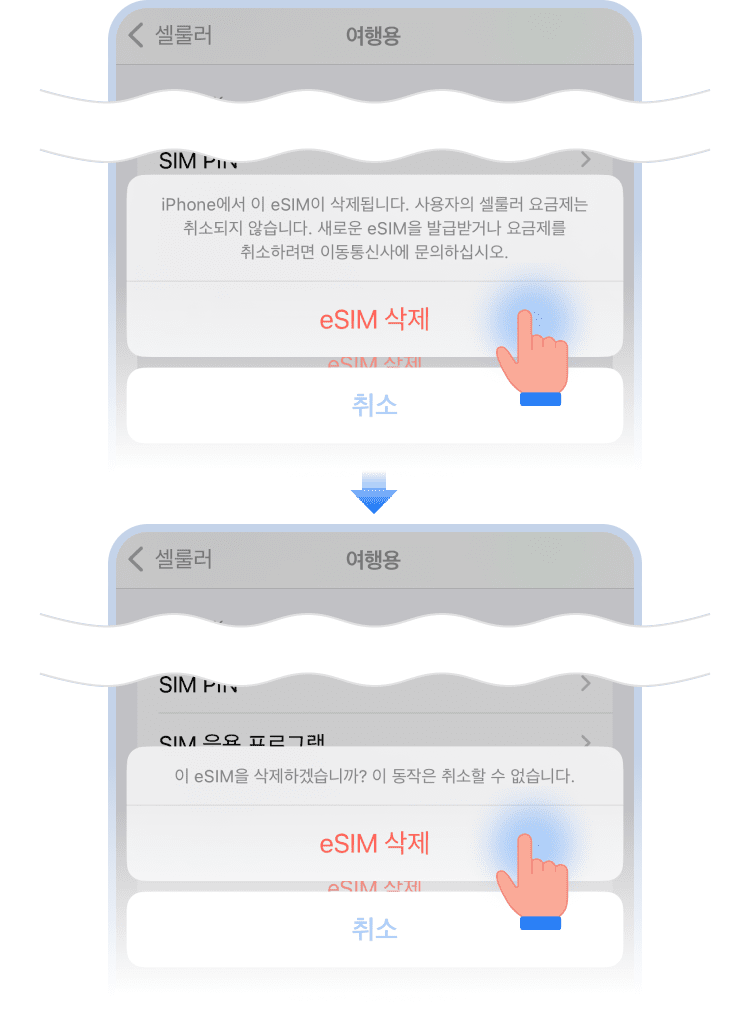 셀룰러
여행용
SIM PIN
iPhone에서 이 eSIM이 삭제됩니다. 사용자의 셀룰러 요금제는
취소되지 않습니다. 새로운 eSIM을 발급받거나 요금제를
취소하려면 이동통신사에 문의하십시오.
eSIM 삭제
eSIM 삭제
취소
셀룰러
여행용
SIM PIN
SIM 응용 프로그램
이 eSIM을 삭제하겠습니까? 이 동작은 취소할 수 없습니다.
eSIM 삭제
eSIM 삭제
취소